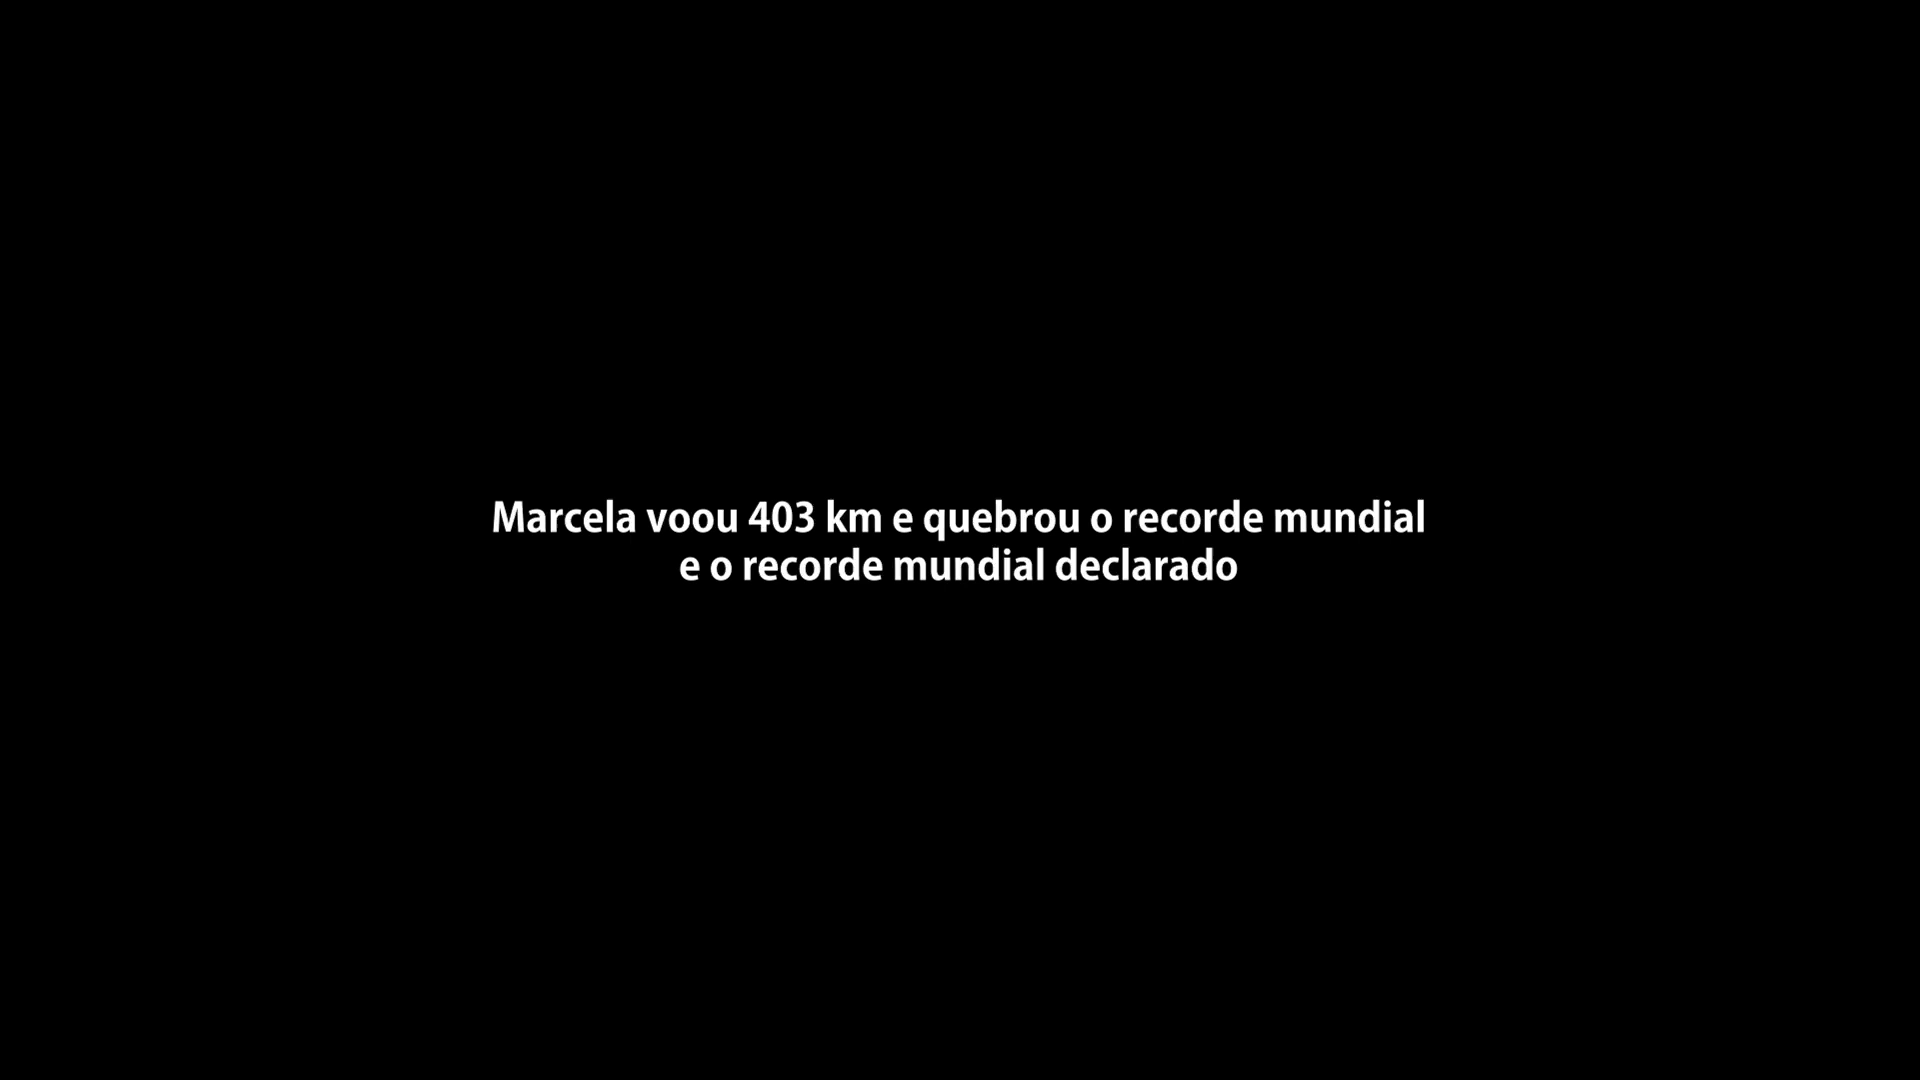 Marcela voou 403 km e quebrou o recorde mundial
e o recorde mundial declarado